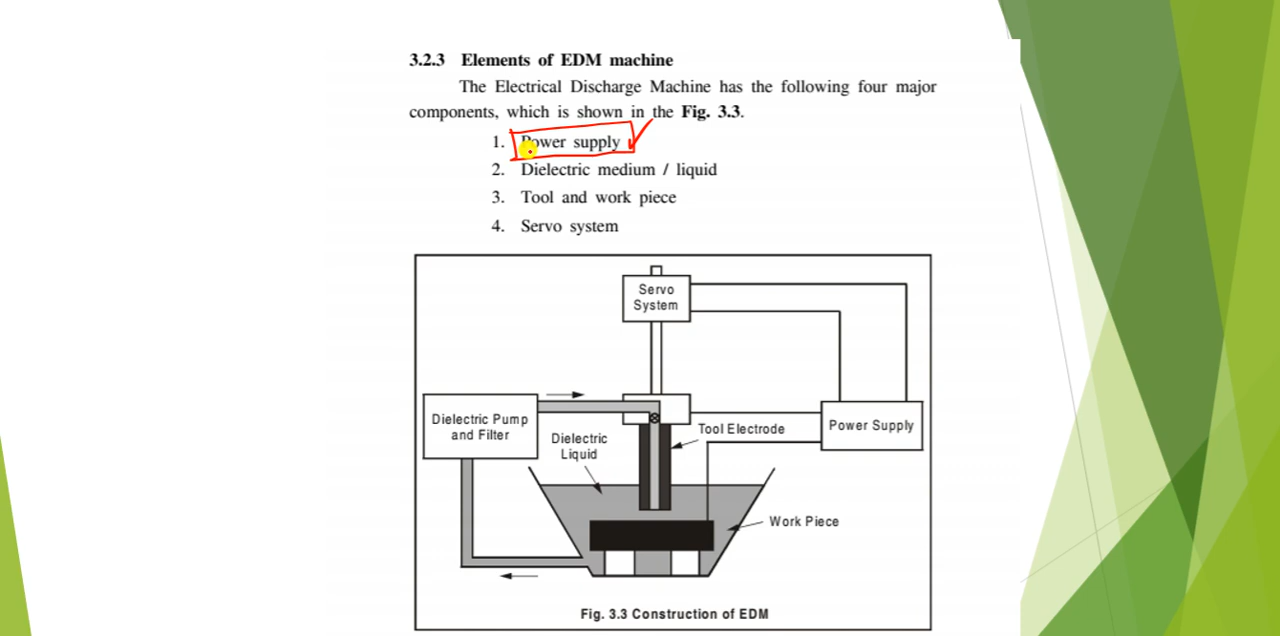 3.2.3 Elements of EDM machine
The Electrical Discharge Machine has the following four major
components, which is shown in the Fig. 3.3.
1. Power supply
2. Dielectric medium / liquid
3. Tool and work piece
4. Servo system
Servo
System
Dielectric Pump
and Filter
Dielectric
Liquid
Tool Electrode
Power Supply
Work Piece
Fig. 3.3 Construction of EDM